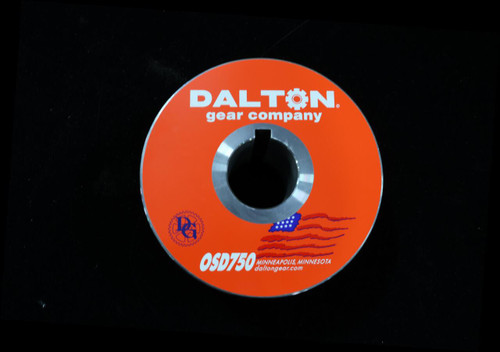 DALTON®
gear company
DG
OSD750 MINNEAPOLIS, MINNESOTA
daltongear.com